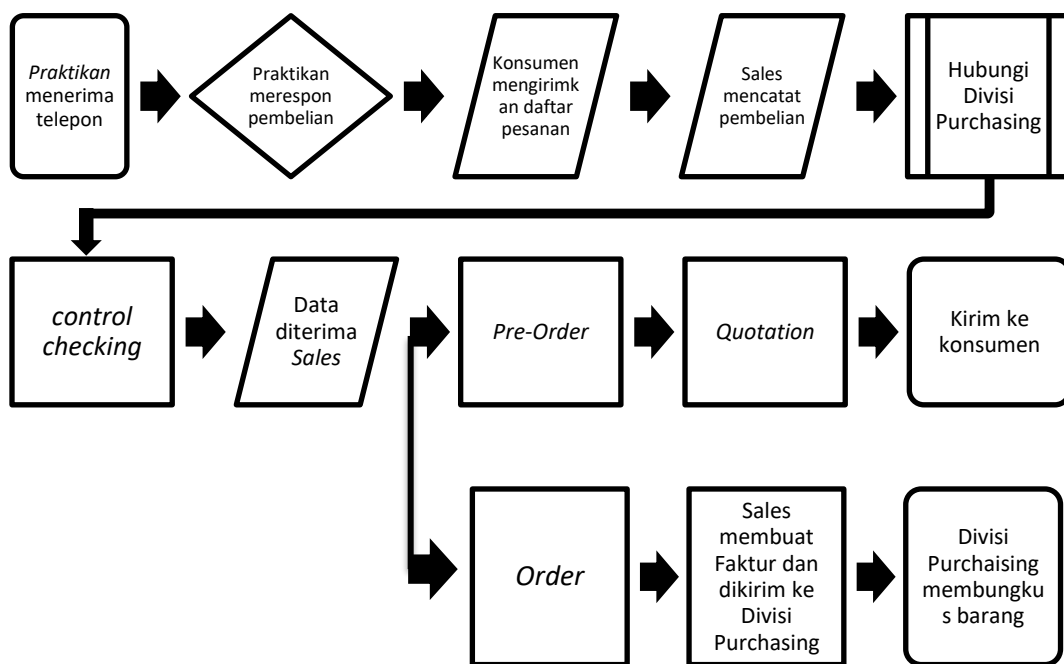 Praktikan
menerima
telepon
Praktikan
merespon
pembelian
Konsumen
mengirimk
an daftar
pesanan
Sales
mencatat
pembelian
Hubungi
Divisi
Purchasing
control
checking
Data
diterima
Sales
Pre-Order
Quotation
Kirim ke
konsumen
Order
Sales
membuat
Faktur dan
dikirim ke
Divisi
Purchasing
Divisi
Purchaising
membungku
s barang